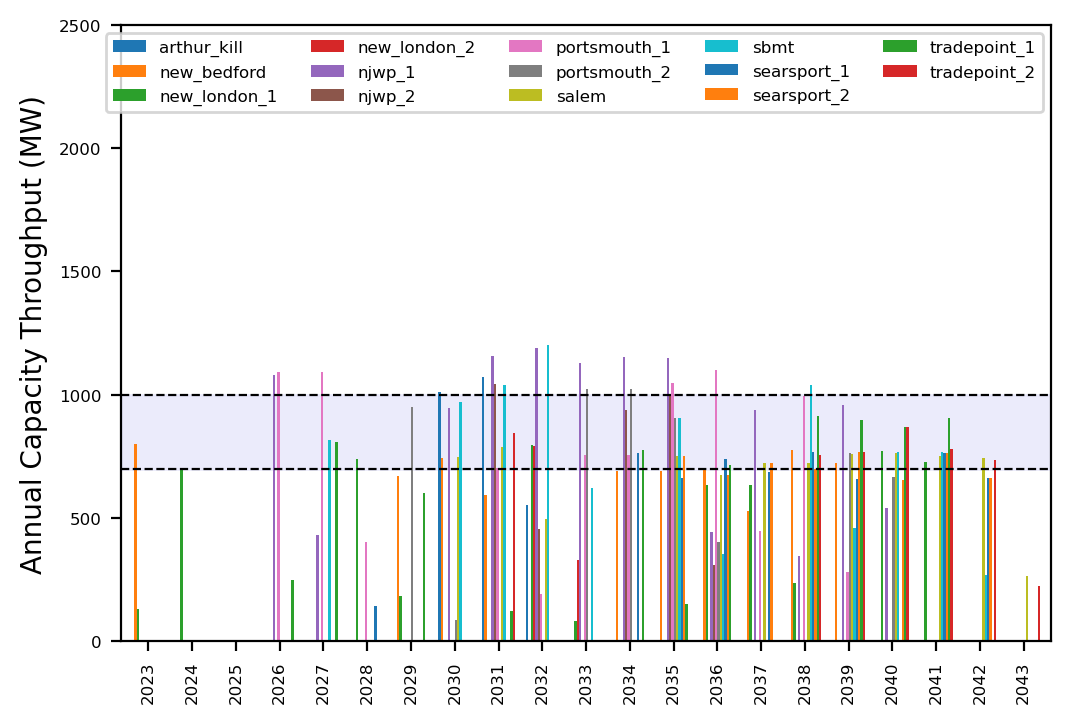 2500
2000
1500
1000
500
0
Annual Capacity Throughput (MW)
arthur_kill
new_bedford
new_london_1
new_london_2
njwp_1
njwp_2
portsmouth_1
portsmouth_2
salem
sbmt
searsport_1
searsport_2
tradepoint_1
tradepoint_2
2023
2024
2025
2026
2027
2028
2029
2030
2031
2032
2033
2034
2035
2036
2037
2038
2039
2040
2041
2042
2043